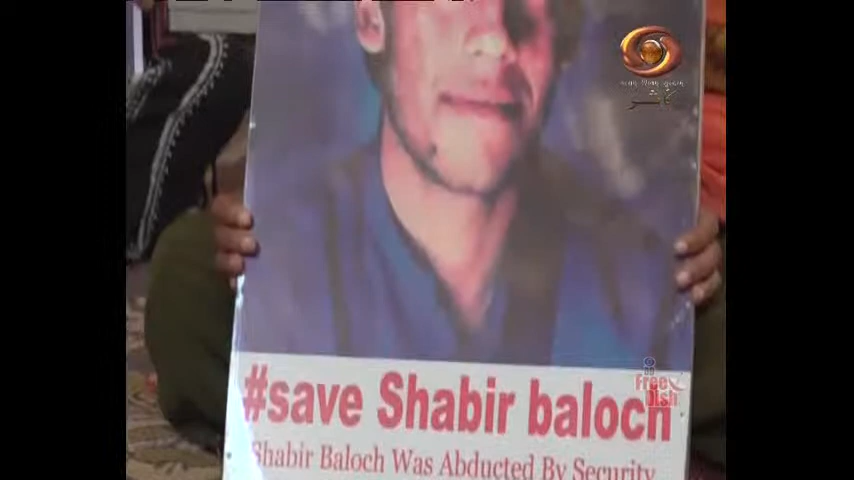 #save Shabir baloch
Shabir Baloch Was Abducted By Security
Free
Dish